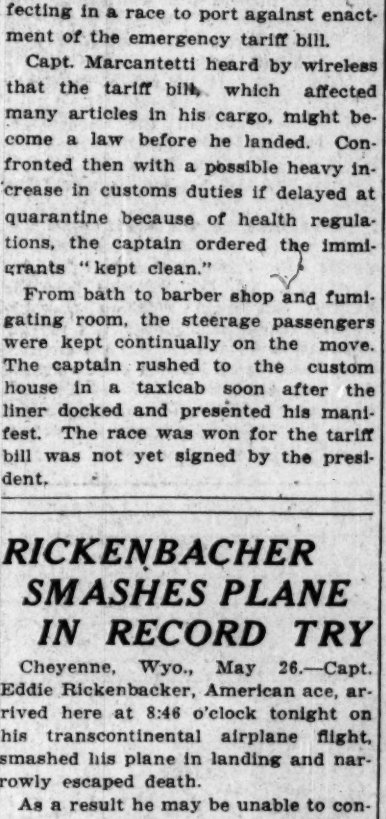 fecting in a race to port against enact-
ment of the emergency tariff bill.
Capt. Marcantetti heard by wireless
that the tariff bill, which affected
many articles in his cargo, might be-
come a law before he landed. Con-
fronted then with a possible heavy in-
crease in customs duties if delayed at
quarantine because of health regula-
tions, the captain ordered the immi-
grants "kept clean."
From bath to barber shop and fumi-
gating room, the steerage passengers
were kept continually on the move.
The captain rushed to the custom
house in a taxicab soon after the
liner docked and presented his mani-
fest. The race was won for the tariff
bill was not yet signed by the presi-
dent.
RICKENBACHER
SMASHES PLANE
IN RECORD TRY
Cheyenne, Wyo., May 26.—Capt.
Eddie Rickenbacker, American ace, ar-
rived here at 8:46 o'clock tonight on
his transcontinental airplane flight,
smashed his plane in landing and nar-
rowly escaped death.
As a result he may be unable to con-